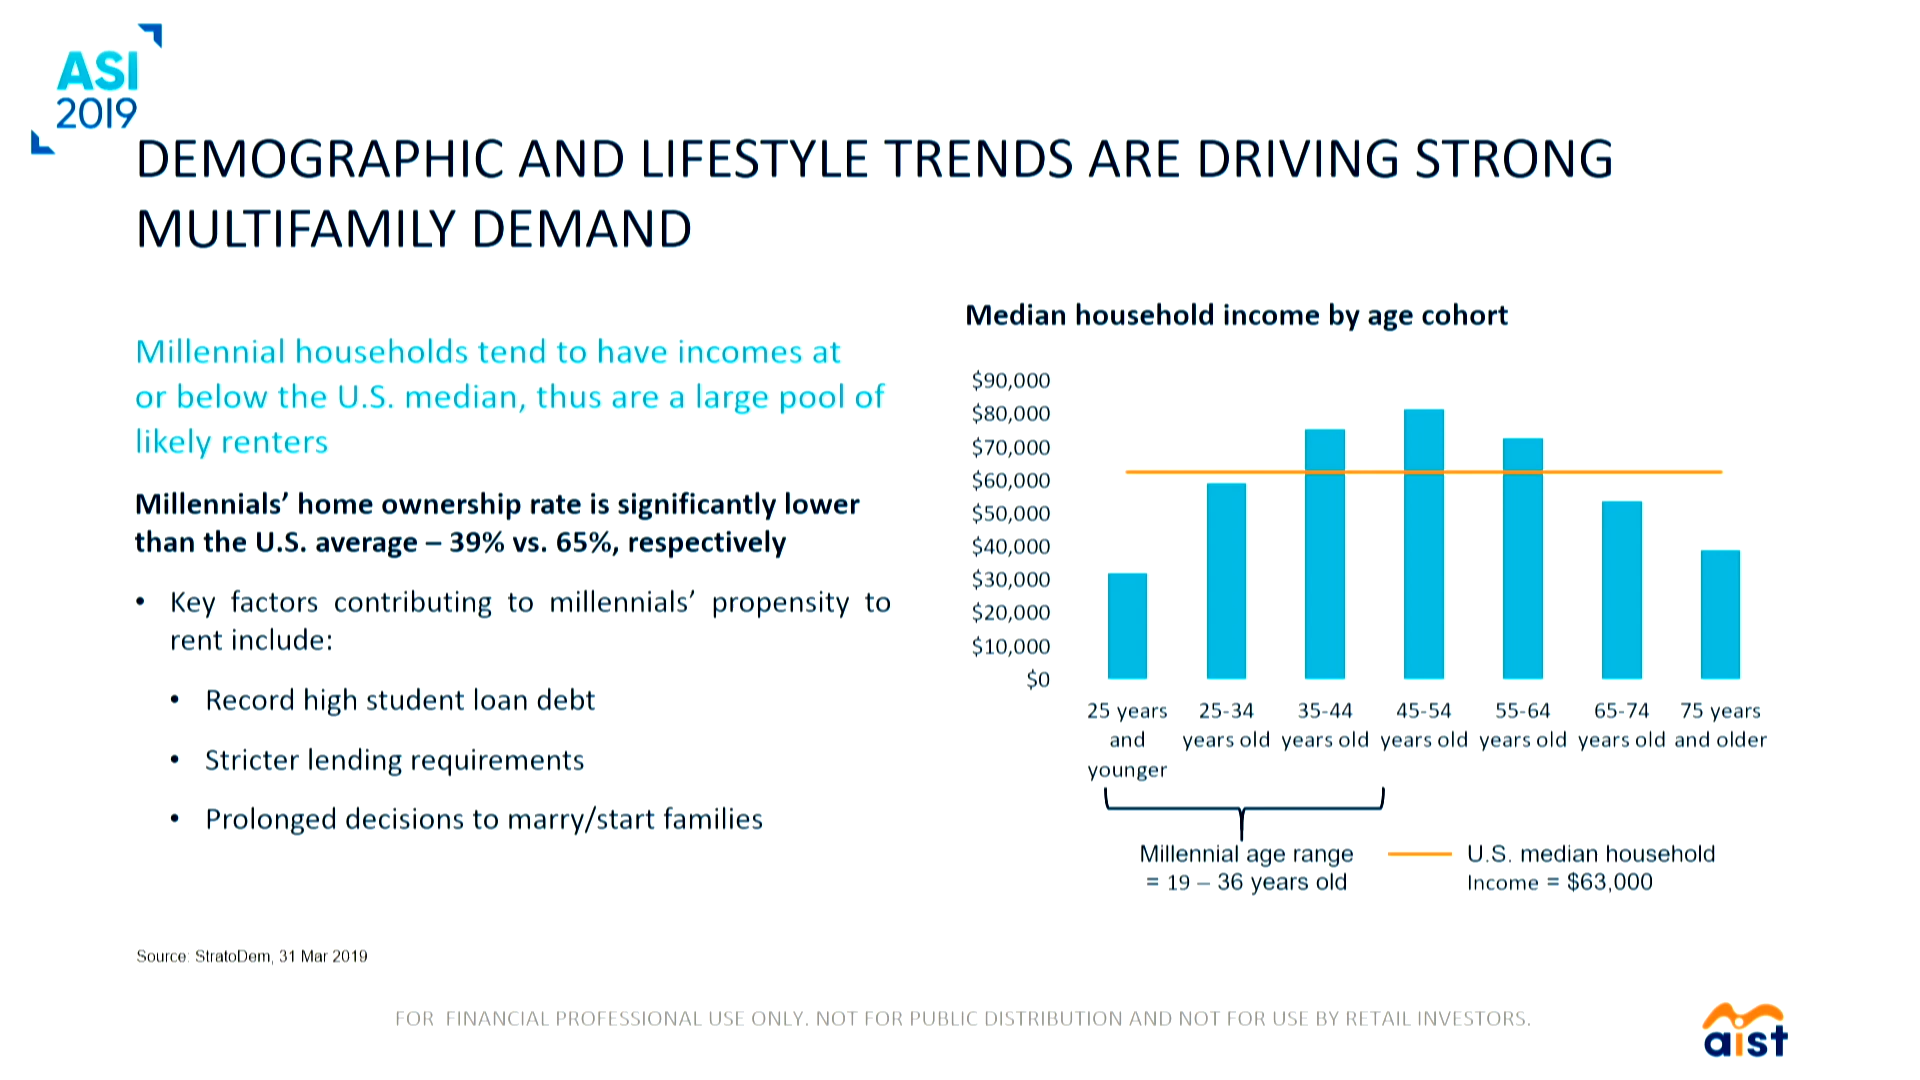 ASI
2019
DEMOGRAPHIC AND LIFESTYLE TRENDS ARE DRIVING STRONG
MULTIFAMILY DEMAND
Millennial households tend to have incomes at
or below the U.S. median, thus are a large pool of
likely renters
Millennials’ home ownership rate is significantly lower
than the U.S. average – 39% vs. 65%, respectively
• Key factors contributing to millennials’ propensity to
rent include:
• Record high student loan debt
• Stricter lending requirements
• Prolonged decisions to marry/start families
Median household income by age cohort
$90,000
$80,000
$70,000
$60,000
$50,000
$40,000
$30,000
$20,000
$10,000
$0
25 years 25-34 35-44 45-54 55-64 65-74 75 years
and years old years old years old years old years old and older
younger
Millennial age range
= 19 – 36 years old
U.S. median household
Income = $63,000
Source: StratoDem, 31 Mar 2019
FOR FINANCIAL PROFESSIONAL USE ONLY. NOT FOR PUBLIC DISTRIBUTION AND NOT FOR USE BY RETAIL INVESTORS.
aist